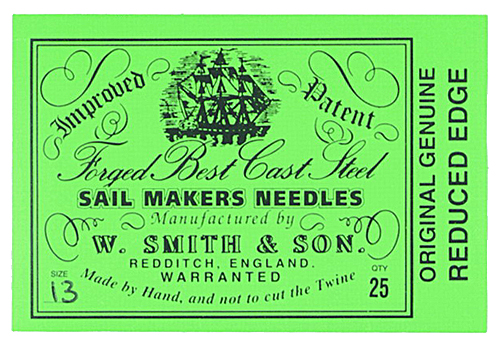 Improved Patent
Forged Best Cast Steel
SAIL MAKERS NEEDLES
Manufactured by
W. SMITH & SON.
REDDITCH, ENGLAND.
WARRANTED
Made by Hand, and not to cut the Twine
SIZE
13
QTY
25
ORIGINAL GENUINE
REDUCED EDGE